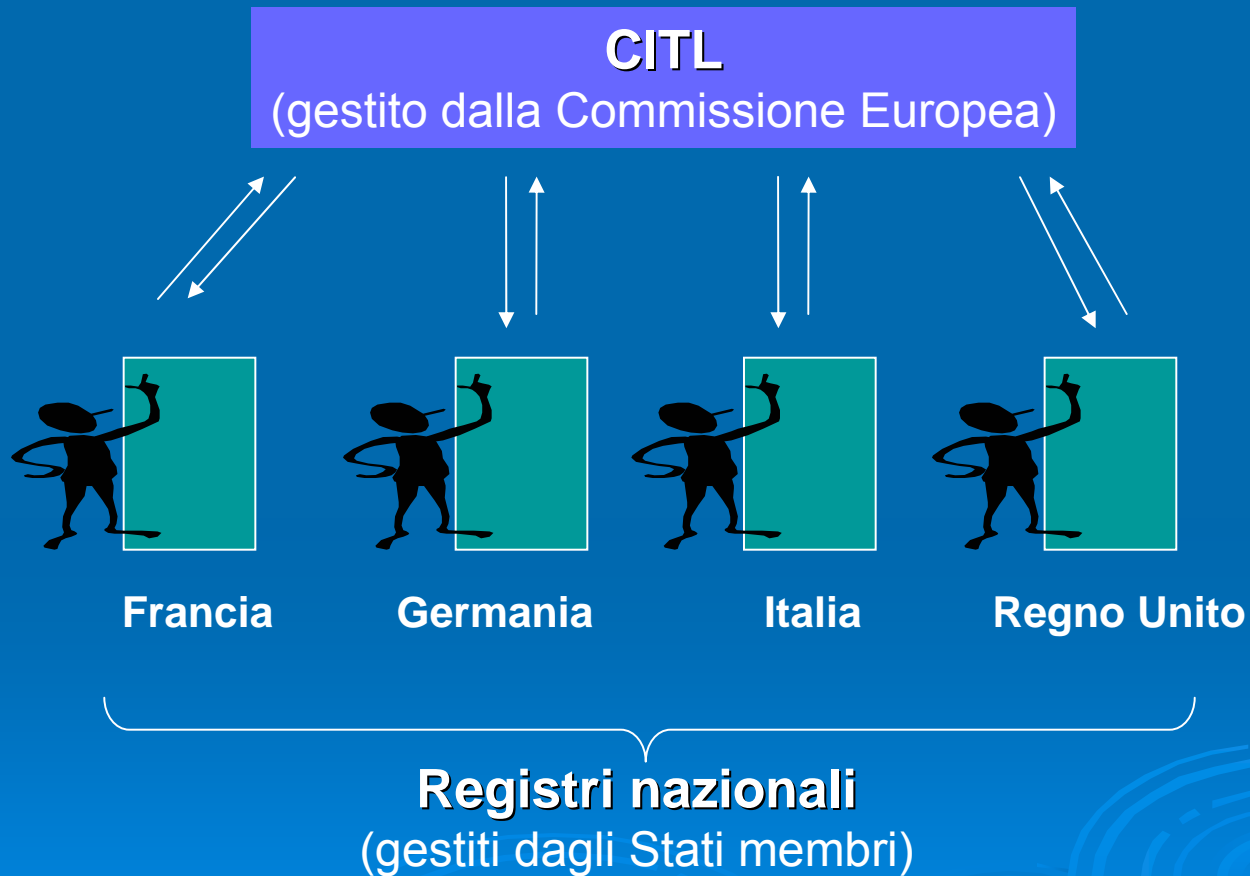 CITL
(gestito dalla Commissione Europea)
Francia
Germania
Italia
Regno Unito
Registri nazionali
(gestiti dagli Stati membri)